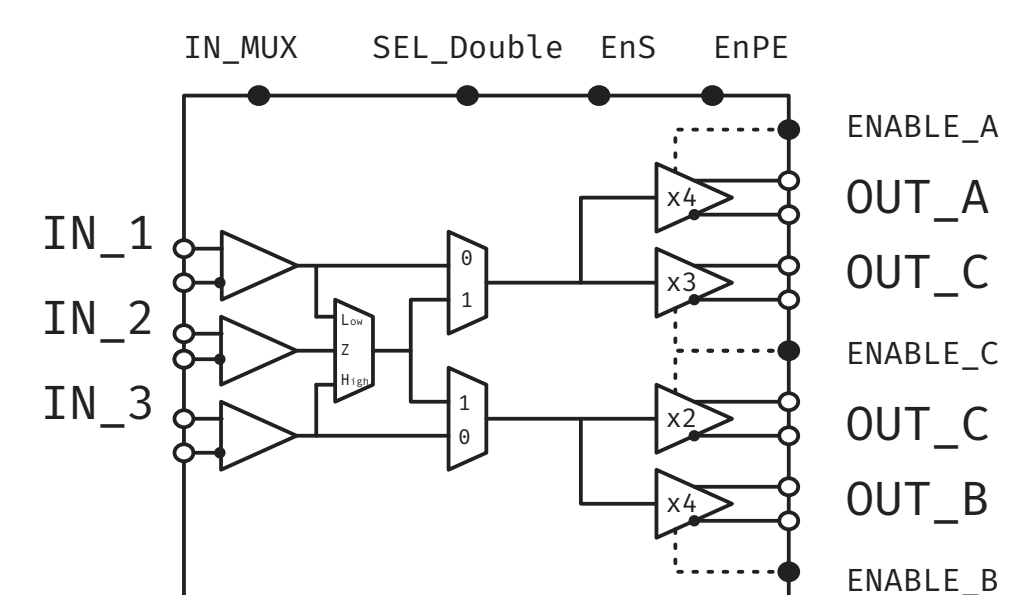 IN_MUX
SEL_Double
EnS
EnPE
ENABLE_A
x4
OUT_A
IN_1
0
x3
OUT_C
1
IN_2
Low
Z
ENABLE_C
High
IN_3
1
x2
OUT_C
0
x4
OUT_B
ENABLE_B